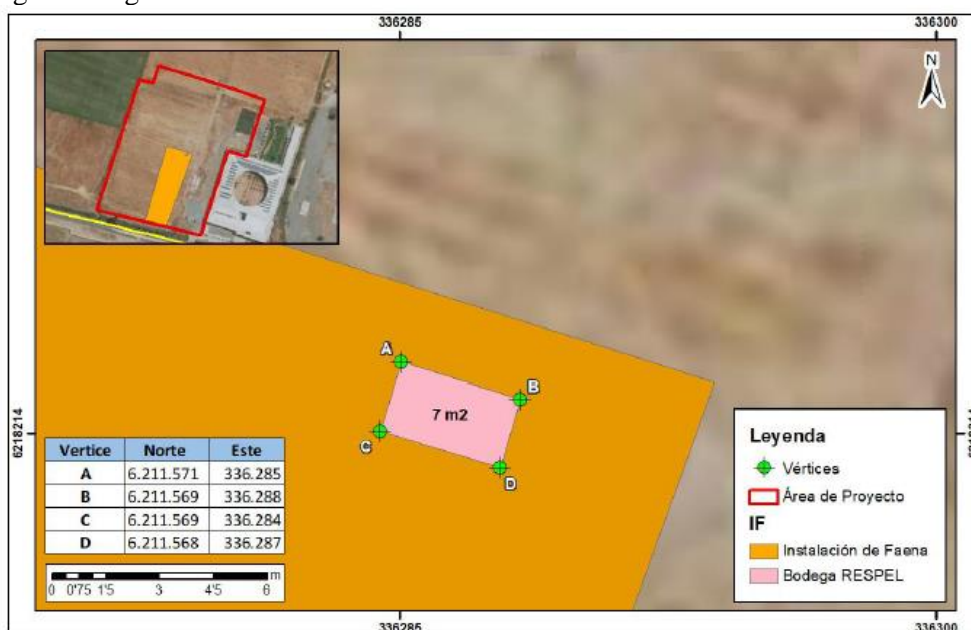 336285
336300
N
A
B
7 m2
C
D
6218214
Vertice Norte Este
A 6.211.571 336.285
B 6.211.569 336.288
C 6.211.569 336.284
D 6.211.568 336.287
0 0'75 1'5 3 4'5 6 m
Leyenda
Vértices
Área de Proyecto
IF
Instalación de Faena
Bodega RESPEL
336285
336300